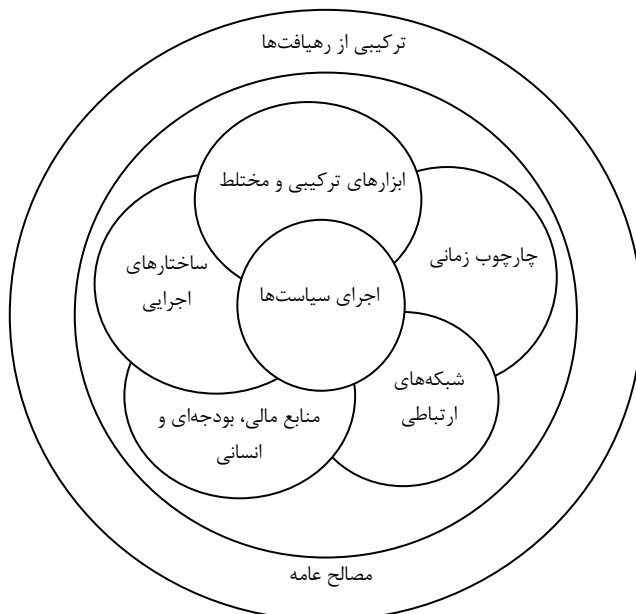 ترکیبی از رهیافت‌ها
ابزارهای ترکیبی و مختلط
چارچوب زمانی
ساختارهای
اجرایی
اجرای سیاست‌ها
شبکه‌های
ارتباطی
منابع مالی، بودجه‌ای و
انسانی
مصالح عامه